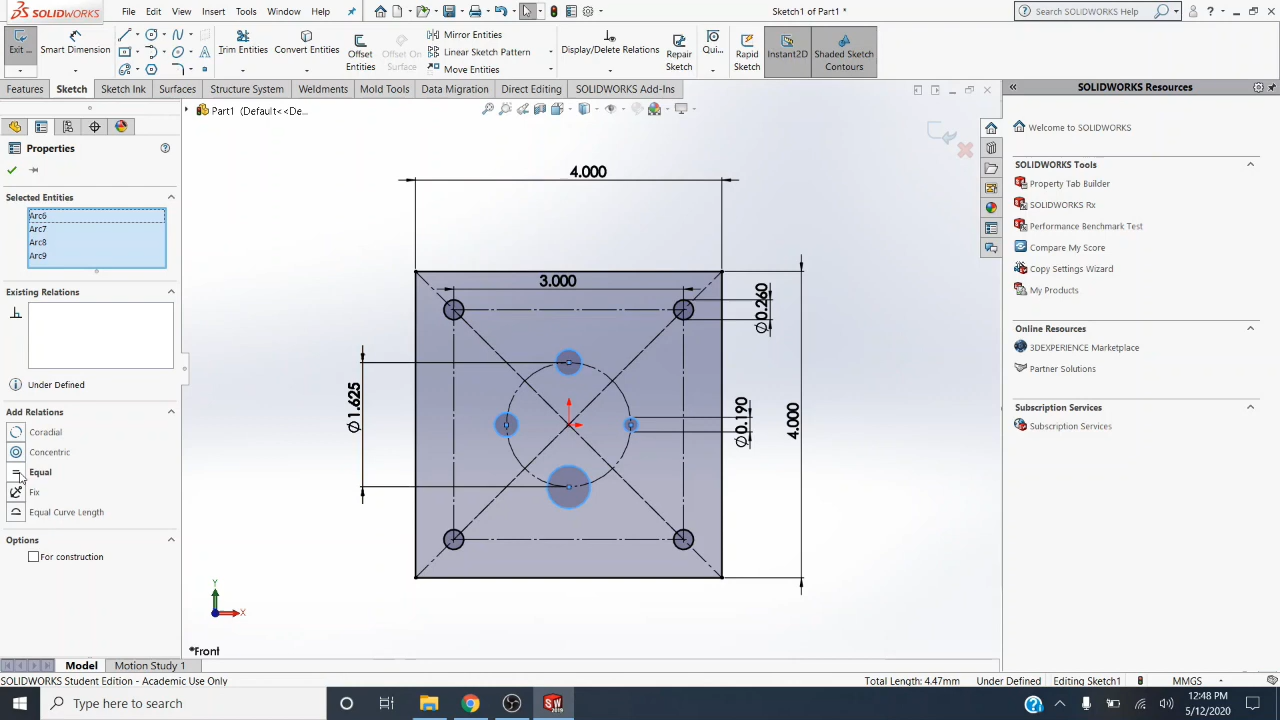 SOLIDWORKS
File
Edit
View
Insert
Tools
Window
Help
Sketch1 of Part1 *
Search SOLIDWORKS Help
Exit ...
Smart Dimension
Trim Entities
Convert Entities
Offset
Entities
Offset On
Surface
Mirror Entities
Linear Sketch Pattern
Move Entities
Display/Delete Relations
Repair
Sketch
Qui...
Rapid
Sketch
Instant2D
Shaded Sketch
Contours
Features
Sketch
Sketch Ink
Surfaces
Structure System
Weldments
Mold Tools
Data Migration
Direct Editing
SOLIDWORKS Add-Ins
Part1 (Default<<De...
Properties
Selected Entities
Arc6
Arc7
Arc8
Arc9
Existing Relations
Under Defined
Add Relations
Coradial
Concentric
Equal
Fix
Equal Curve Length
Options
For construction
4.000
3.000
Ø0.260
Ø1.625
Ø0.190
4.000
Y
X
*Front
SOLIDWORKS Resources
Welcome to SOLIDWORKS
SOLIDWORKS Tools
Property Tab Builder
SOLIDWORKS Rx
Performance Benchmark Test
Compare My Score
Copy Settings Wizard
My Products
Online Resources
3DEXPERIENCE Marketplace
Partner Solutions
Subscription Services
Subscription Services
Model
Motion Study 1
SOLIDWORKS Student Edition - Academic Use Only
Total Length: 4.47mm
Under Defined
Editing Sketch1
MMGS
Type here to search
SW
2019
12:48 PM
5/12/2020